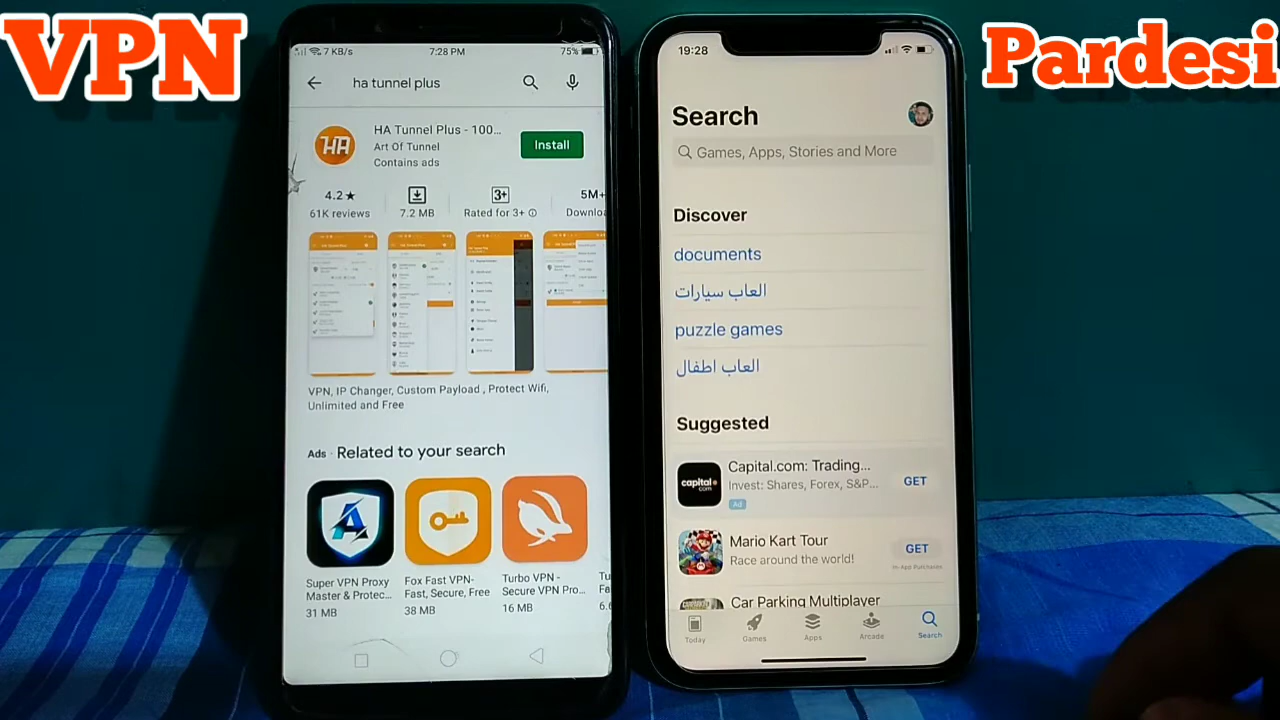 VPN
Pardesi
7 KB/s
7:28 PM
75%
ha tunnel plus
HA
HA Tunnel Plus - 100...
Art Of Tunnel
Contains ads
Install
4.2★
61K reviews
7.2 MB
3+
Rated for 3+
5M+
Downlo
VPN, IP Changer, Custom Payload , Protect Wifi,
Unlimited and Free
Ads · Related to your search
Super VPN Proxy
Master & Protec...
31 MB
Fox Fast VPN-
Fast, Secure, Free
38 MB
Turbo VPN -
Secure VPN Pro...
16 MB
19:28
Search
Games, Apps, Stories and More
Discover
documents
العاب سيارات
puzzle games
العاب اطفال
Suggested
capital.com
Capital.com: Trading...
Invest: Shares, Forex, S&P...
Ad
GET
Mario Kart Tour
Race around the world!
GET
In-App Purchases
Car Parking Multiplayer
Today
Games
Apps
Arcade
Search